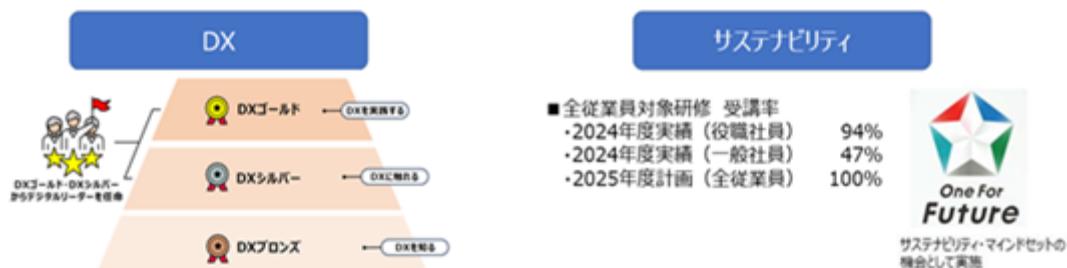 DX
DXゴールド
DXを実践する
DXシルバー
DXに触れる
DXブロンズ
DXを知る
DXゴールド・DXシルバー
からデジタルリーダーを任命
サステナビリティ
■全従業員対象研修 受講率
・2024年度実績（役職社員） 94%
・2024年度実績（一般社員） 47%
・2025年度計画（全従業員） 100%
One For
Future
サステナビリティ・マインドセットの
機会として実施